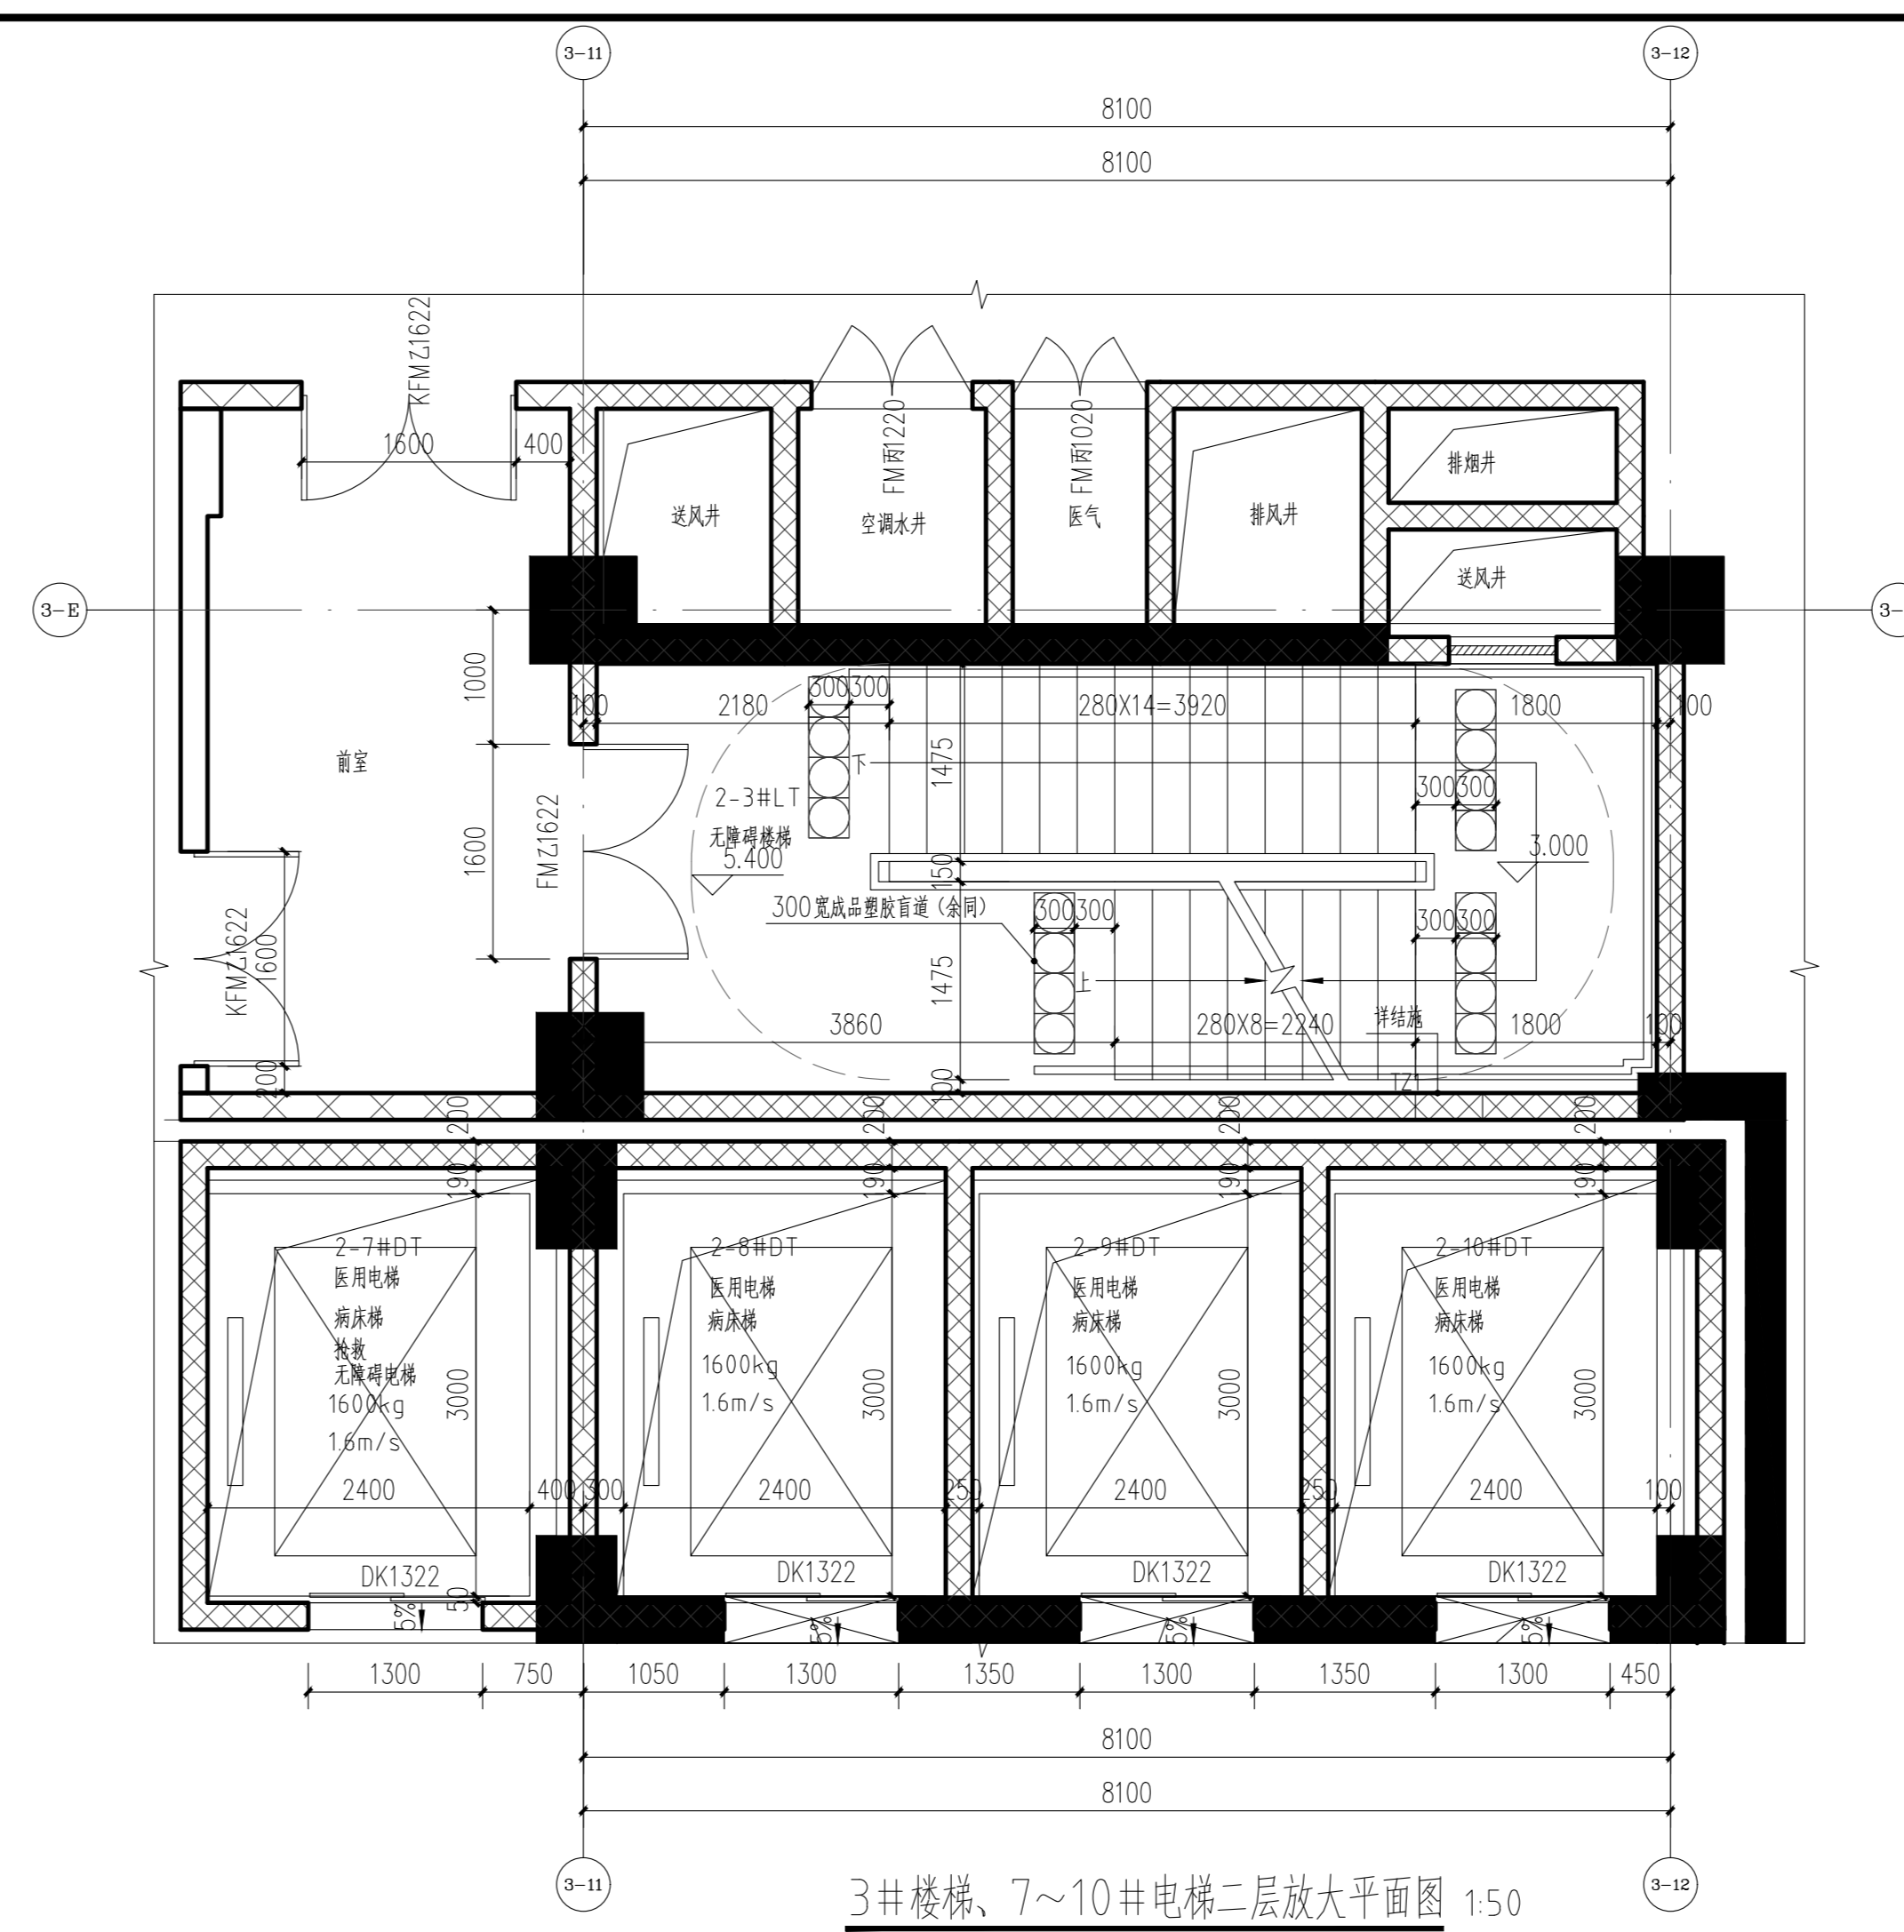 3-11
3-12
8100
8100
KFMZ1622
1600
400
FM丙1220
FM丙1020
送风井
空调水井
医气
排风井
排烟井
送风井
3-E
3-
1000
100
2180
300
300
280X14=3920
1800
100
前室
1475
下
2-3#LT
无障碍楼梯
5.400
300
300
3.000
FMZ1622
1600
150
300宽成品塑胶盲道（余同）
300
300
300
300
KFMZ1622
1600
1475
上
3860
280X8=2240
详结施
1800
100
200
100
TZ1
200
200
200
200
190
190
190
190
2-7#DT
医用电梯
病床梯
抢救
无障碍电梯
1600kg
1.6m/s
3000
2-8#DT
医用电梯
病床梯
1600kg
1.6m/s
3000
2-9#DT
医用电梯
病床梯
1600kg
1.6m/s
3000
2-10#DT
医用电梯
病床梯
1600kg
1.6m/s
3000
2400
400
300
2400
250
2400
250
2400
100
DK1322
DK1322
DK1322
DK1322
50
5%
5%
5%
5%
1300
750
1050
1300
1350
1300
1350
1300
450
8100
8100
3-11
3-12
3#楼梯、7~10#电梯二层放大平面图 1:50